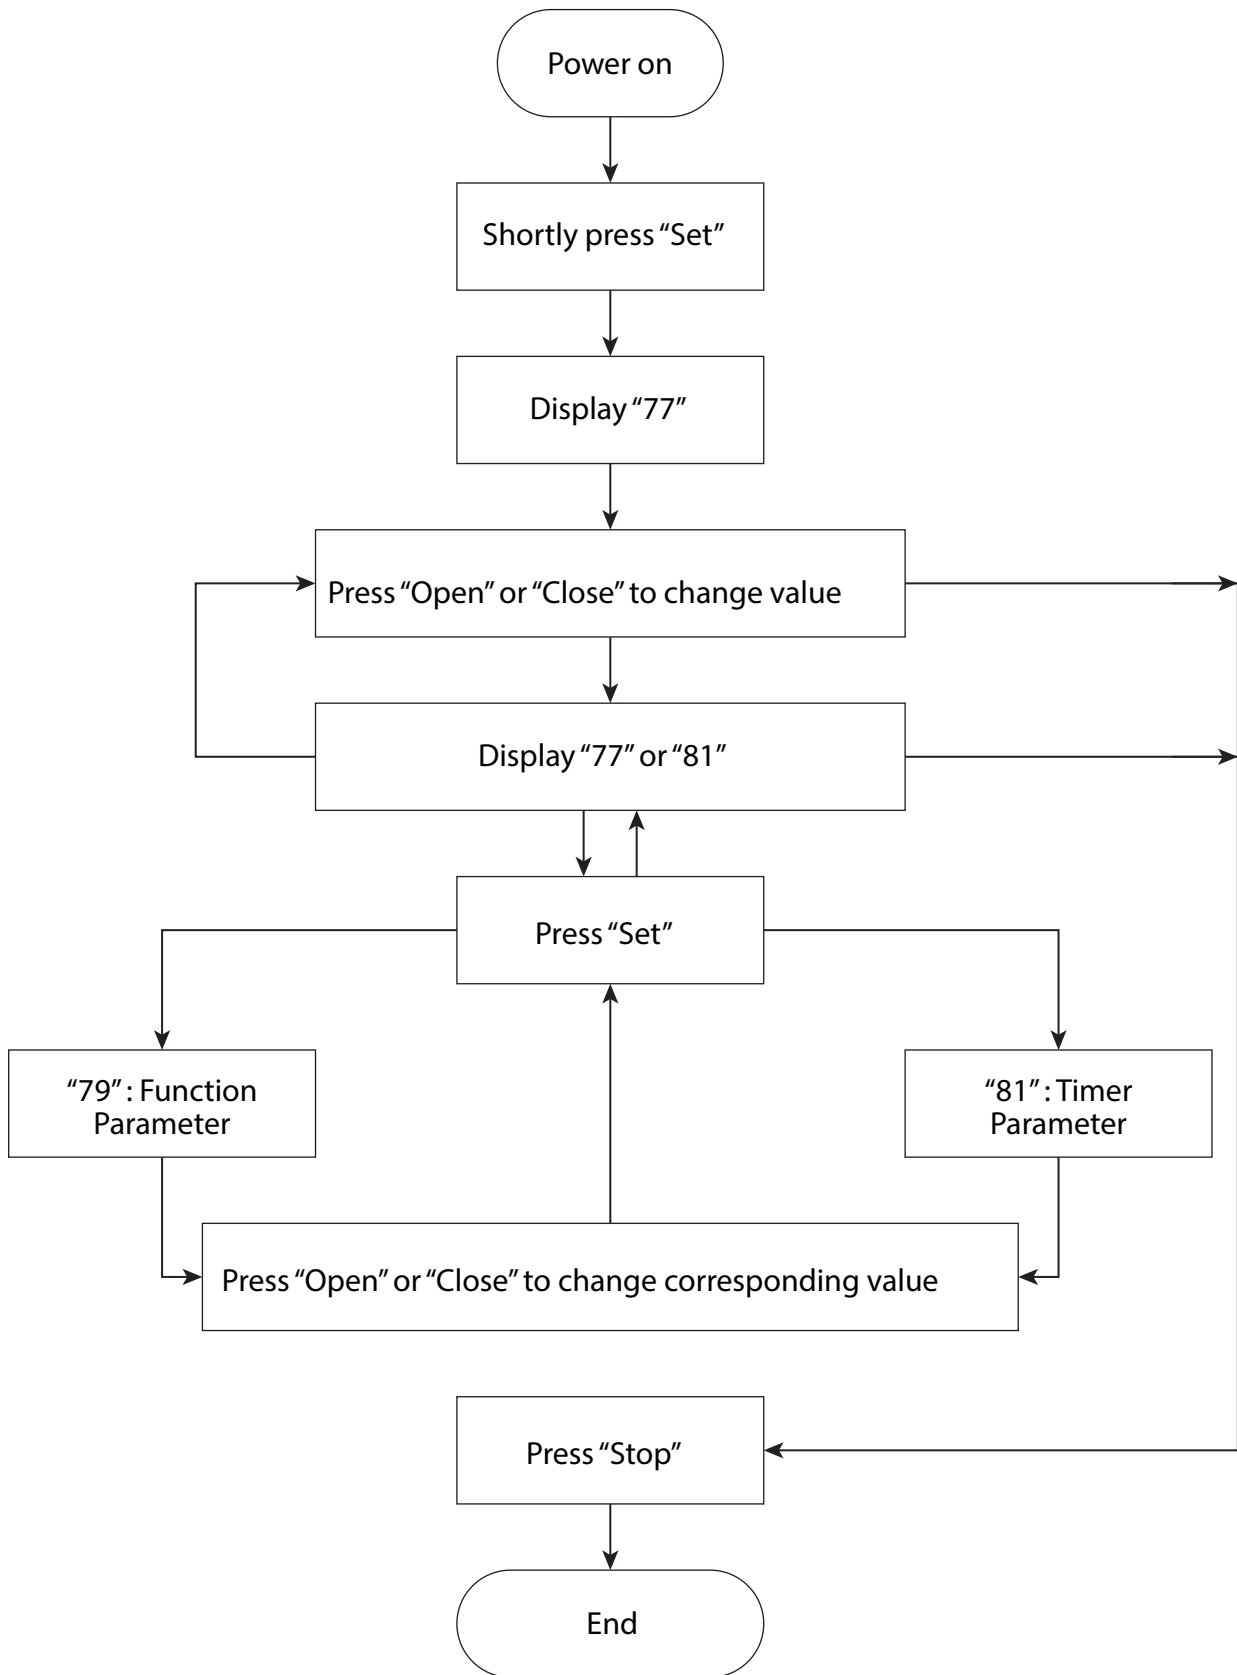 Power on
Shortly press “Set”
Display “77”
Press “Open” or “Close” to change value
Display “77” or “81”
Press “Set”
“79” : Function
Parameter
“81” : Timer
Parameter
Press “Open” or “Close” to change corresponding value
Press “Stop”
End